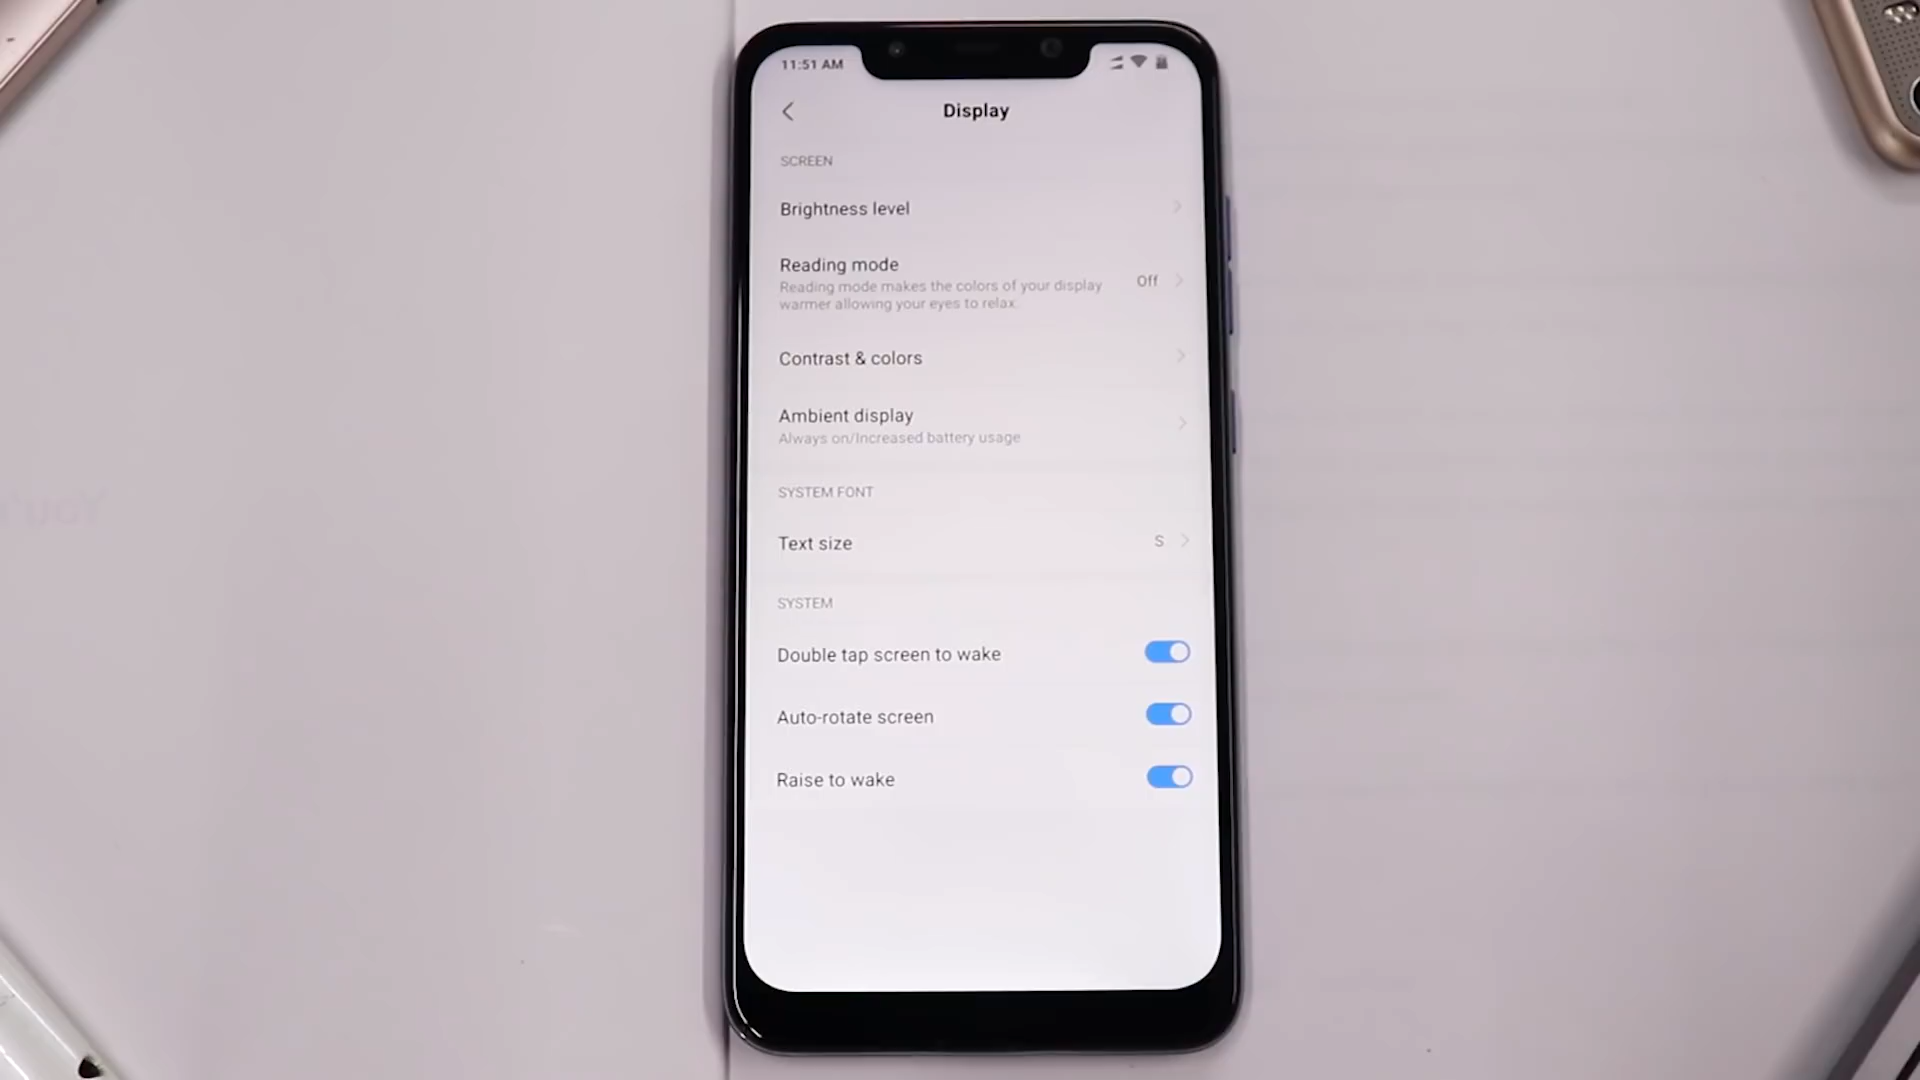 11:51 AM
Display
SCREEN
Brightness level
Reading mode
Reading mode makes the colors of your display
warmer allowing your eyes to relax.
Off
Contrast & colors
Ambient display
Always on/Increased battery usage
SYSTEM FONT
Text size
S
SYSTEM
Double tap screen to wake
Auto-rotate screen
Raise to wake